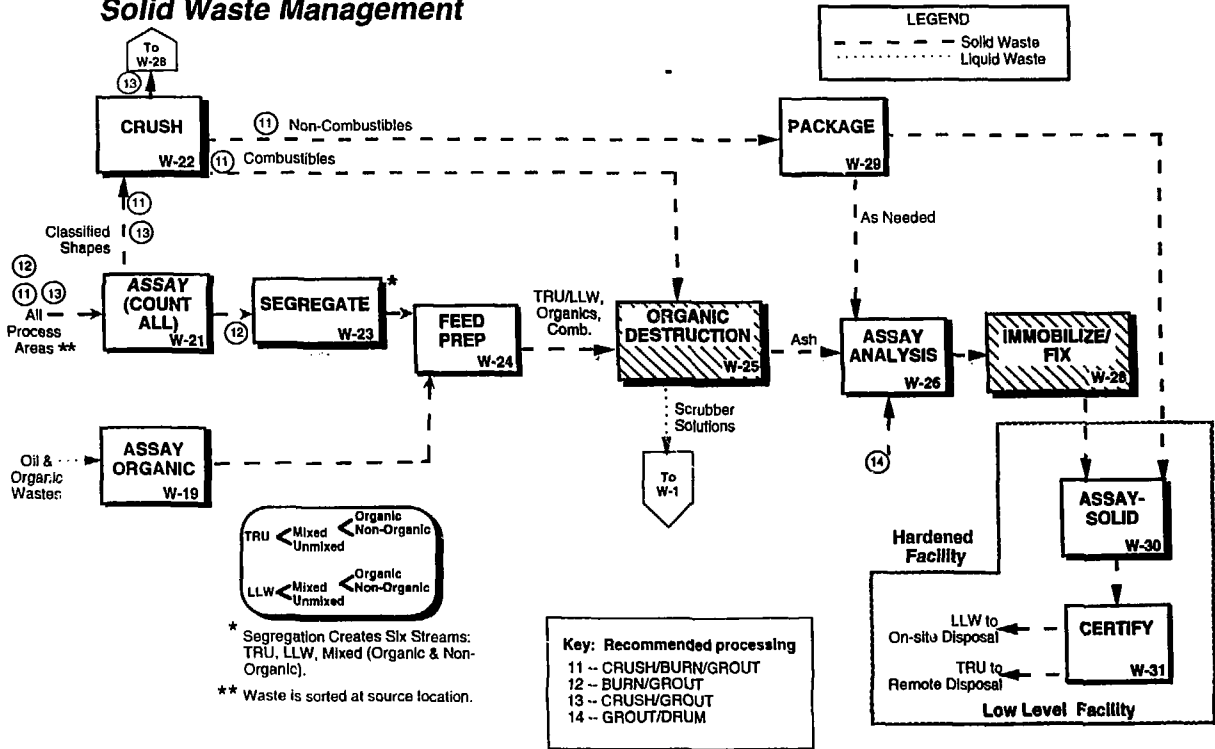 Solid Waste Management
LEGEND
Solid Waste
Liquid Waste
To
W-28
13
CRUSH
W-22
11 Non-Combustibles
11 Combustibles
PACKAGE
W-29
As Needed
11
13
Classified
Shapes
12
11 13
All
Process
Areas **
ASSAY
(COUNT
ALL)
W-21
12
SEGREGATE
W-23
*
FEED
PREP
W-24
TRU/LLW,
Organics,
Comb.
ORGANIC
DESTRUCTION
W-25
Ash
ASSAY
ANALYSIS
W-26
IMMOBILIZE/
FIX
W-28
14
Scrubber
Solutions
To
W-1
Oil &
Organic
Wastes
ASSAY
ORGANIC
W-19
TRU < Mixed < Organic
Unmixed Non-Organic
LLW < Mixed < Organic
Unmixed Non-Organic
* Segregation Creates Six Streams:
TRU, LLW, Mixed (Organic & Non-
Organic).
** Waste is sorted at source location.
Key: Recommended processing
11 -- CRUSH/BURN/GROUT
12 -- BURN/GROUT
13 -- CRUSH/GROUT
14 -- GROUT/DRUM
Hardened
Facility
ASSAY-
SOLID
W-30
CERTIFY
W-31
LLW to
On-site Disposal
TRU to
Remote Disposal
Low Level Facility